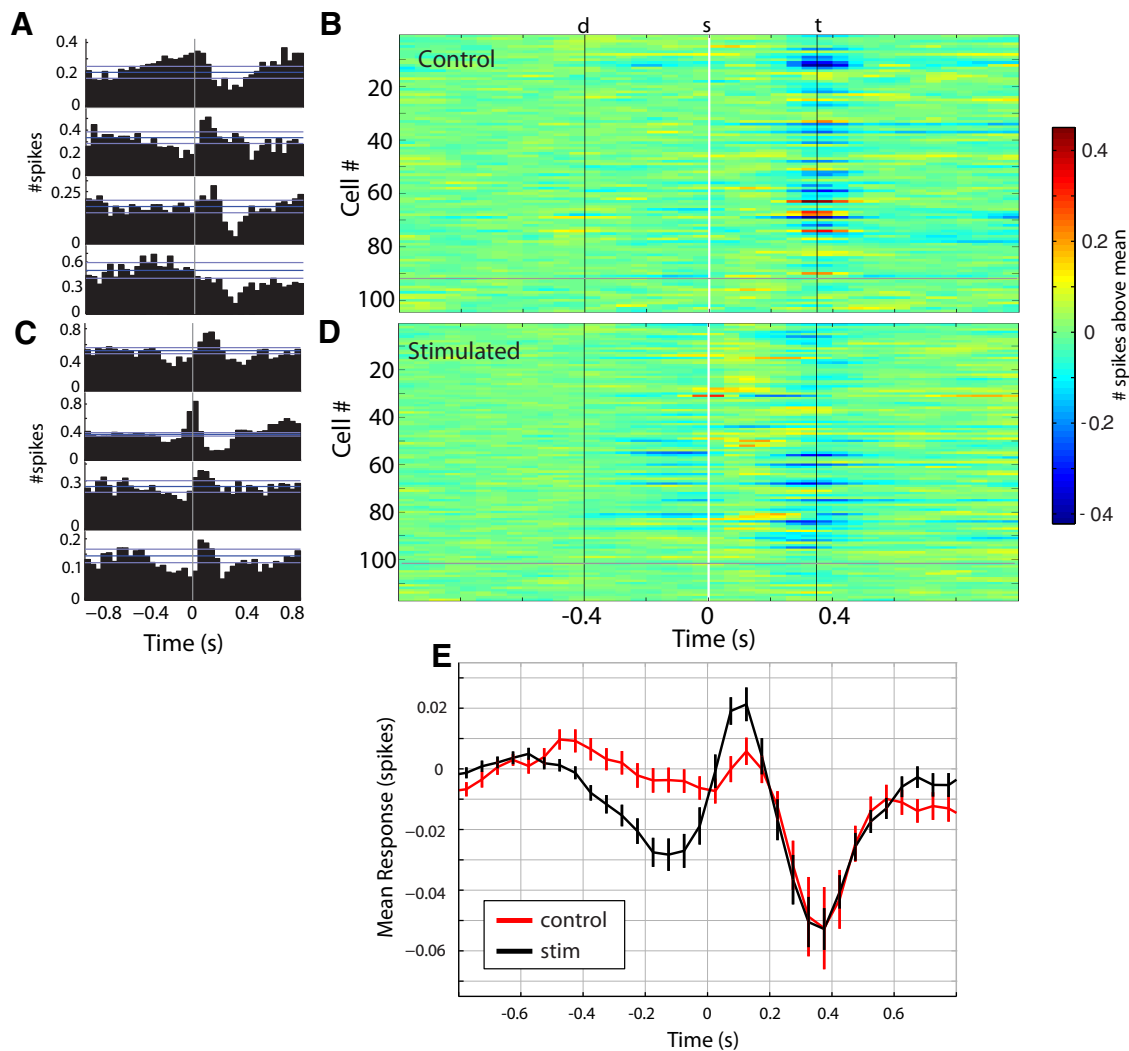 A
0.4
0.2
0
0.4
0.2
0
0.25
0
0.6
0.3
0
#spikes
B
d
s
t
Control
20
40
60
80
100
Cell #
C
0.8
0.4
0
0.8
0.4
0
0.3
0
0.2
0.1
0
#spikes
-0.8
-0.4
0
0.4
0.8
Time (s)
D
Stimulated
20
40
60
80
100
Cell #
-0.4
0
0.4
Time (s)
0.4
0.2
0
-0.2
- 04
# spikes above mean
E
0.02
0
−0.02
−0.04
−0.06
Mean Response (spikes)
control
stim
-0.6
-0.4
-0.2
0
0.2
0.4
0.6
Time (s)